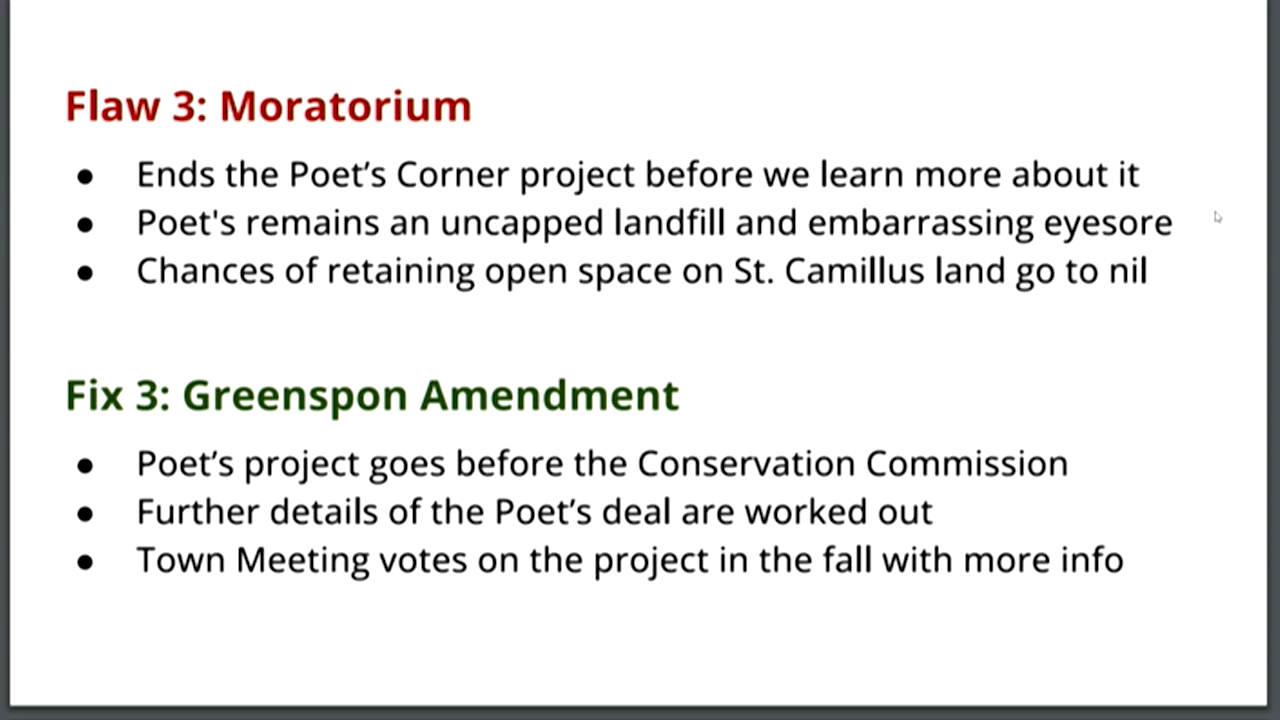 Flaw 3: Moratorium
● Ends the Poet’s Corner project before we learn more about it
● Poet's remains an uncapped landfill and embarrassing eyesore
● Chances of retaining open space on St. Camillus land go to nil
Fix 3: Greenspon Amendment
● Poet’s project goes before the Conservation Commission
● Further details of the Poet’s deal are worked out
● Town Meeting votes on the project in the fall with more info